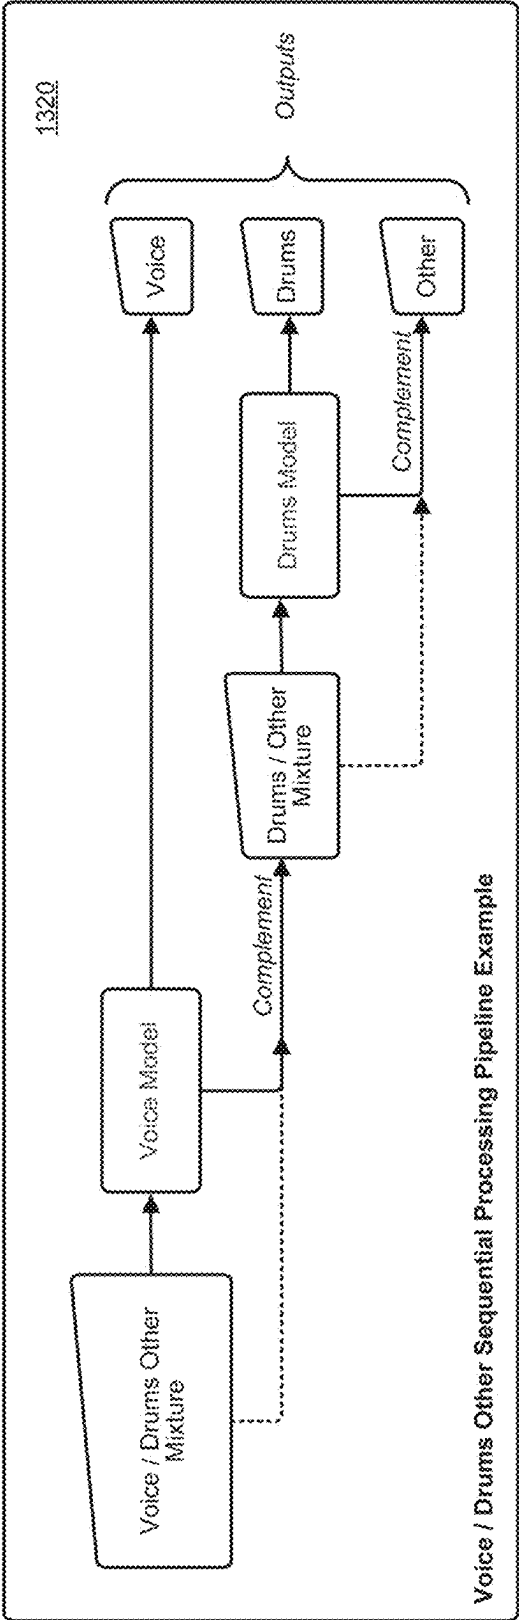 1320
Voice / Drums Other
Mixture
Voice Model
Complement
Drums / Other
Mixture
Drums Model
Complement
Voice
Drums
Other
Outputs
Voice / Drums Other Sequential Processing Pipeline Example